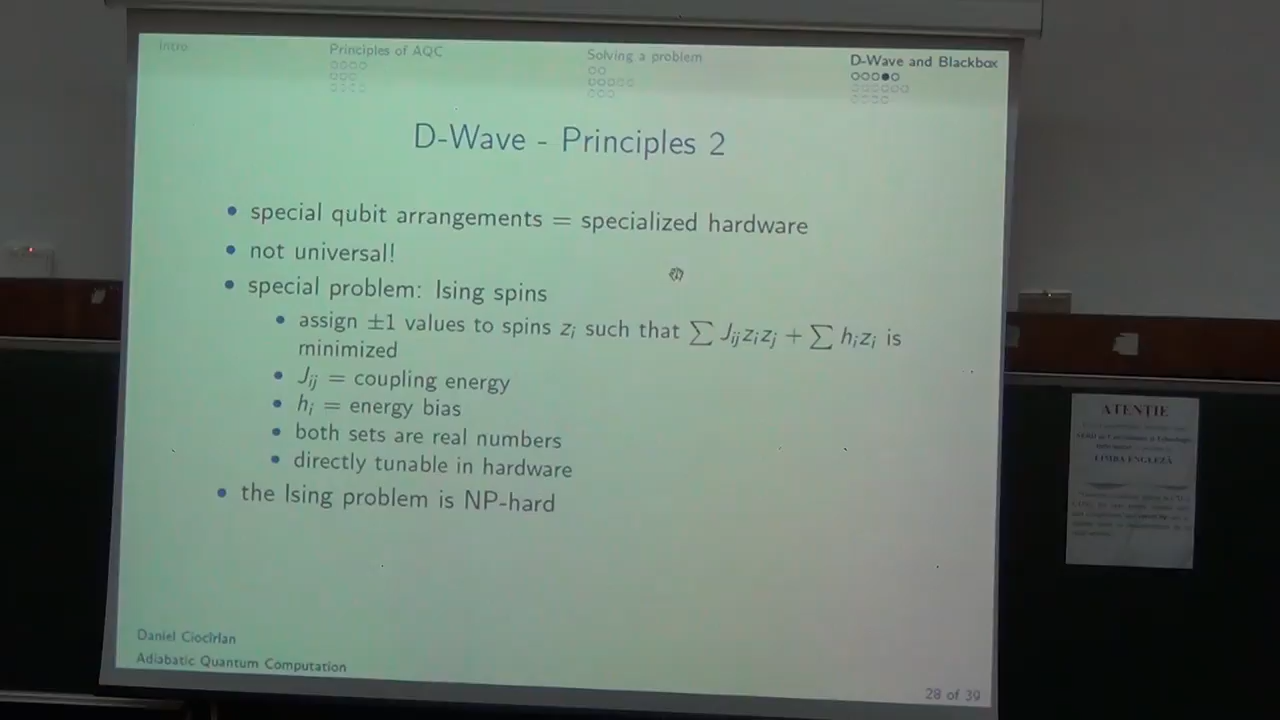 Intro
Principles of AQC
Solving a problem
D-Wave and Blackbox
D-Wave - Principles 2
• special qubit arrangements = specialized hardware
• not universal!
• special problem: Ising spins
• assign ±1 values to spins zᵢ such that ∑ Jᵢⱼzᵢzⱼ + ∑ hᵢzᵢ is
minimized
• Jᵢⱼ = coupling energy
• hᵢ = energy bias
• both sets are real numbers
• directly tunable in hardware
• the Ising problem is NP-hard
Daniel Ciocîrlan
Adiabatic Quantum Computation
28 of 39
ATENȚIE
LIMBA ENGLEZĂ